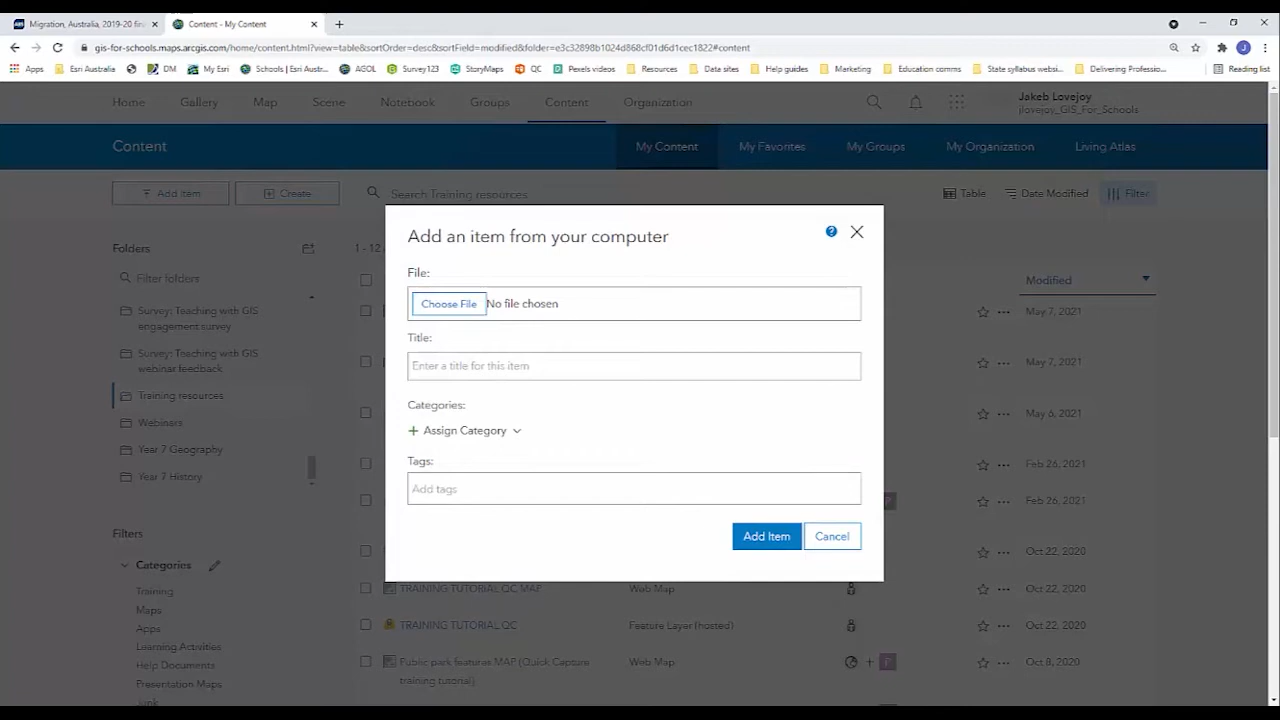 Migration, Australia, 2019-20 fin
Content - My Content
gis-for-schools.maps.arcgis.com/home/content.html?view=table&sortOrder=desc&sortField=modified&folder=e3c32898b1024d868cf01d6d1cec1822#content
Apps Esri Australia DM My Esri Schools | Esri Austr... AGOL Survey123 StoryMaps QC Pexels videos Resources Data sites Help guides Marketing Education comms State syllabus websi... Delivering Professio... Reading list
Home Gallery Map Scene Notebook Groups Content Organization
Jakeb Lovejoy
jlovejoy_GIS_For_Schools
Content My Content My Favorites My Groups My Organization Living Atlas
Add Item Create Search Training resources Table Date Modified Filter
Add an item from your computer
Folders
1 - 12
Filter folders
File:
Modified
Choose File No file chosen
Survey: Teaching with GIS
engagement survey
May 7, 2021
Title:
Survey: Teaching with GIS
webinar feedback
Enter a title for this item
May 7, 2021
Training resources
Categories:
May 6, 2021
Webinars
Assign Category
Year 7 Geography
Tags:
Feb 26, 2021
Year 7 History
Add tags
Feb 26, 2021
Filters
Add Item Cancel
Oct 22, 2020
Categories
TRAINING TUTORIAL QC MAP Web Map Oct 22, 2020
Training
Maps
Apps
TRAINING TUTORIAL QC Feature Layer (hosted) Oct 22, 2020
Learning Activities
Help Documents
Public park features MAP (Quick Capture
training tutorial)
Web Map Oct 8, 2020
Presentation Maps
Junk